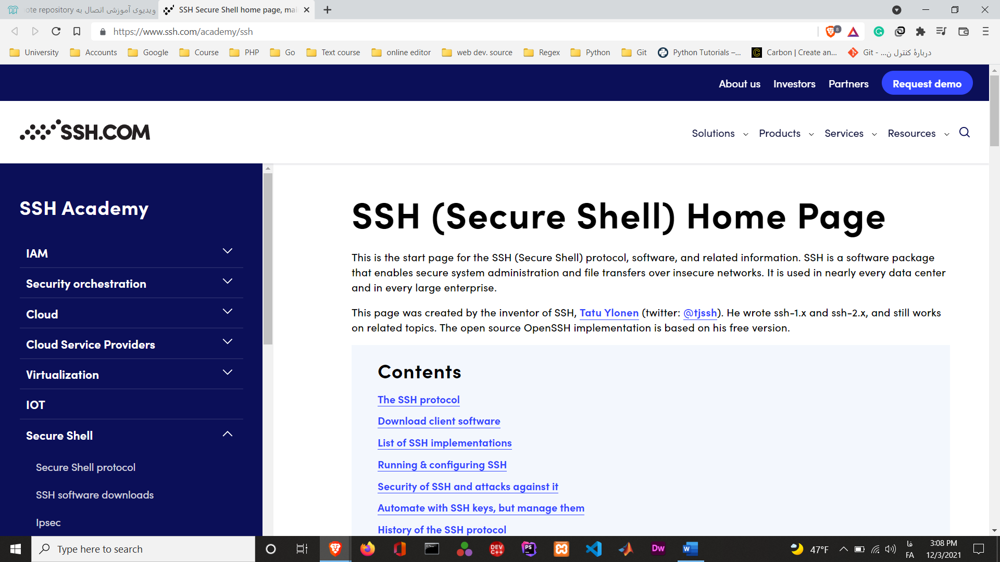 ویدیوی آموزشی اتصال به ote repository
SSH Secure Shell home page, mai
https://www.ssh.com/academy/ssh
8
University
Accounts
Google
Course
PHP
Go
Text course
online editor
web dev. source
Regex
Python
Git
Python Tutorials –...
Carbon | Create an...
Git - ...دربارهٔ کنترل ن
About us
Investors
Partners
Request demo
SSH.COM
Solutions
Products
Services
Resources
SSH Academy
IAM
Security orchestration
Cloud
Cloud Service Providers
Virtualization
IOT
Secure Shell
Secure Shell protocol
SSH software downloads
Ipsec
SSH (Secure Shell) Home Page
This is the start page for the SSH (Secure Shell) protocol, software, and related information. SSH is a software package
that enables secure system administration and file transfers over insecure networks. It is used in nearly every data center
and in every large enterprise.
This page was created by the inventor of SSH, Tatu Ylonen (twitter: @tjssh). He wrote ssh-1.x and ssh-2.x, and still works
on related topics. The open source OpenSSH implementation is based on his free version.
Contents
The SSH protocol
Download client software
List of SSH implementations
Running & configuring SSH
Security of SSH and attacks against it
Automate with SSH keys, but manage them
History of the SSH protocol
Type here to search
DEV C++
PS
Dw
W
47°F
فا
FA
3:08 PM
12/3/2021